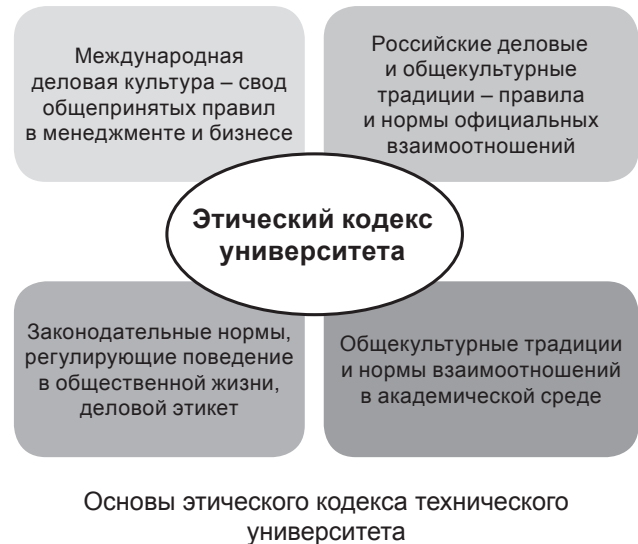 Международная
деловая культура – свод
общепринятых правил
в менеджменте и бизнесе
Российские деловые
и общекультурные
традиции – правила
и нормы официальных
взаимоотношений
Этический кодекс
университета
Законодательные нормы,
регулирующие поведение
в общественной жизни,
деловой этикет
Общекультурные традиции
и нормы взаимоотношений
в академической среде
Основы этического кодекса технического
университета